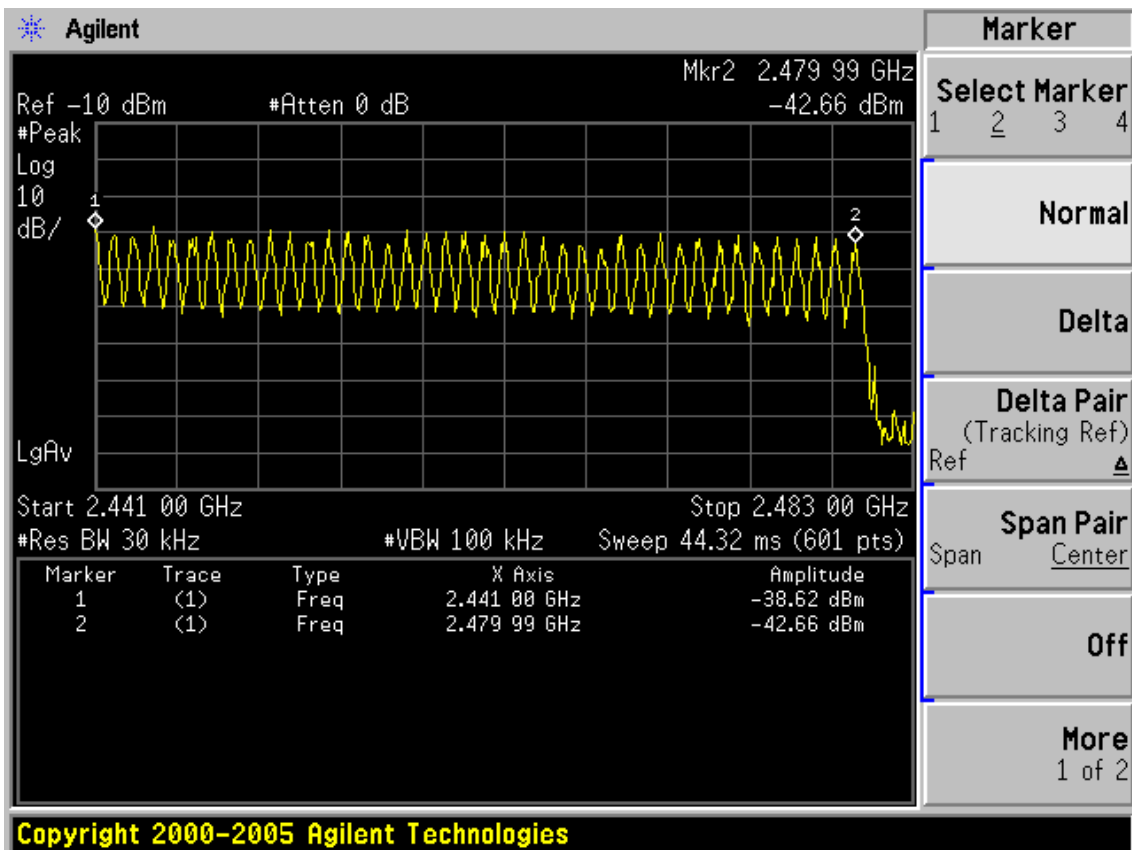 Agilent
Marker
Mkr2 2.479 99 GHz
Ref -10 dBm #Atten 0 dB -42.66 dBm
#Peak
Log
10
dB/
1
2
LgAv
Start 2.441 00 GHz Stop 2.483 00 GHz
#Res BW 30 kHz #VBW 100 kHz Sweep 44.32 ms (601 pts)
Marker Trace Type X Axis Amplitude
1 (1) Freq 2.441 00 GHz -38.62 dBm
2 (1) Freq 2.479 99 GHz -42.66 dBm
Select Marker
1 2 3 4
Normal
Delta
Delta Pair
(Tracking Ref)
Ref Δ
Span Pair
Span Center
Off
More
1 of 2
Copyright 2000-2005 Agilent Technologies